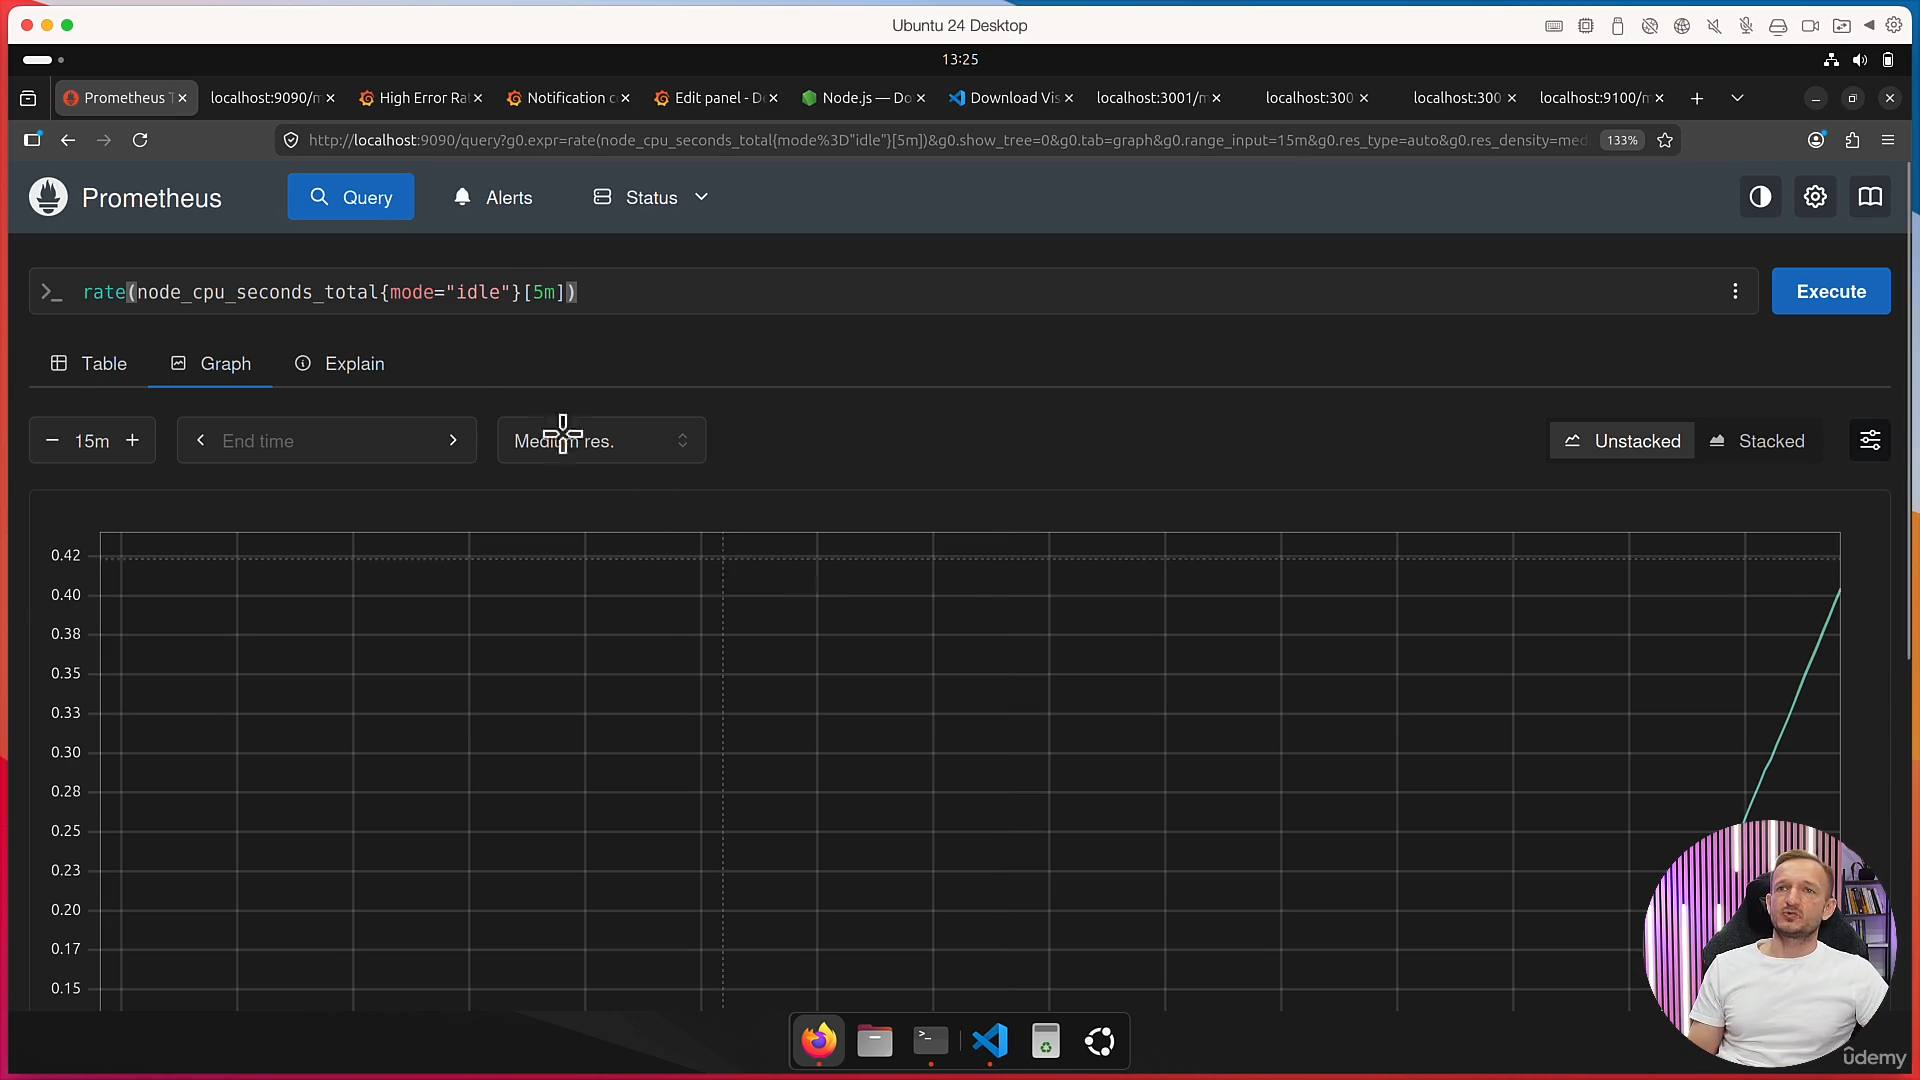 Ubuntu 24 Desktop
13:25
Prometheus T
localhost:9090/m
High Error Ra
Notification c
Edit panel - D
Node.js — Do
Download Vis
localhost:3001/m
localhost:300
localhost:300
localhost:9100/m
http://localhost:9090/query?g0.expr=rate(node_cpu_seconds_total{mode%3D"idle"}[5m])&g0.show_tree=0&g0.tab=graph&g0.range_input=15m&g0.res_type=auto&g0.res_density=med
133%
Prometheus
Query
Alerts
Status
rate(node_cpu_seconds_total{mode="idle"}[5m])
Execute
Table
Graph
Explain
15m
End time
Medium res.
Unstacked
Stacked
0.42
0.40
0.38
0.35
0.33
0.30
0.28
0.25
0.23
0.20
0.17
0.15
ûdemy